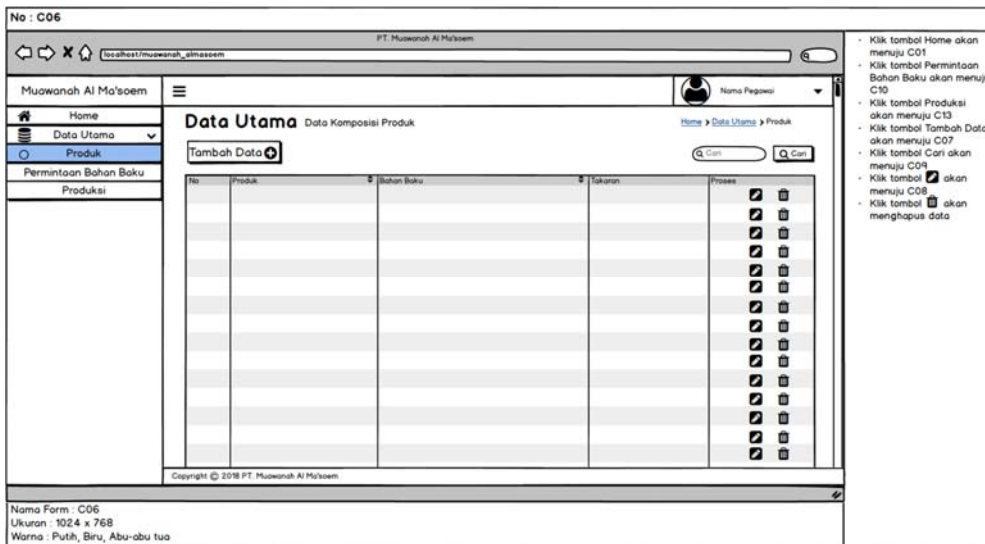 No : C06
PT. Muawanah Al Ma'soem
localhost/muawanah_almasoem
Muawanah Al Ma'soem
Nama Pegawai
Home
Data Utama
Produk
Permintaan Bahan Baku
Produksi
Data Utama Data Komposisi Produk
Home > Data Utama > Produk
Tambah Data
Cari
Cari
No Produk Bahan Baku Takaran Proses
Copyright © 2018 PT. Muawanah Al Ma'soem
- Klik tombol Home akan
menuju C01
- Klik tombol Permintaan
Bahan Baku akan menuju
C10
- Klik tombol Produksi
akan menuju C13
- Klik tombol Tambah Data
akan menuju C07
- Klik tombol Cari akan
menuju C09
- Klik tombol akan
menuju C08
- Klik tombol akan
menghapus data
Nama Form : C06
Ukuran : 1024 x 768
Warna : Putih, Biru, Abu-abu tua